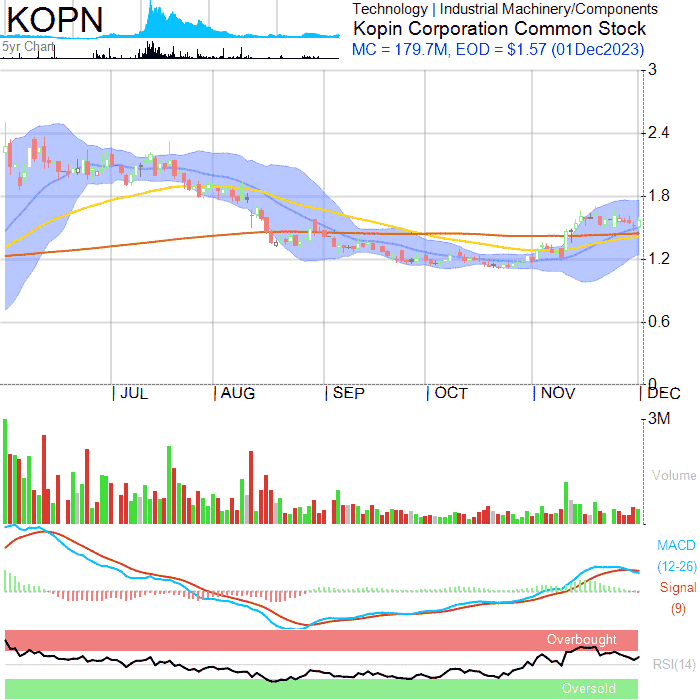 KOPN
Technology | Industrial Machinery/Components
Kopin Corporation Common Stock
MC = 179.7M, EOD = $1.57 (01Dec2023)
5yr Chart
3
2.4
1.8
1.2
0.6
0
JUL AUG SEP OCT NOV DEC
3M
Volume
MACD
(12-26)
Signal
(9)
Overbought
RSI(14)
Oversold